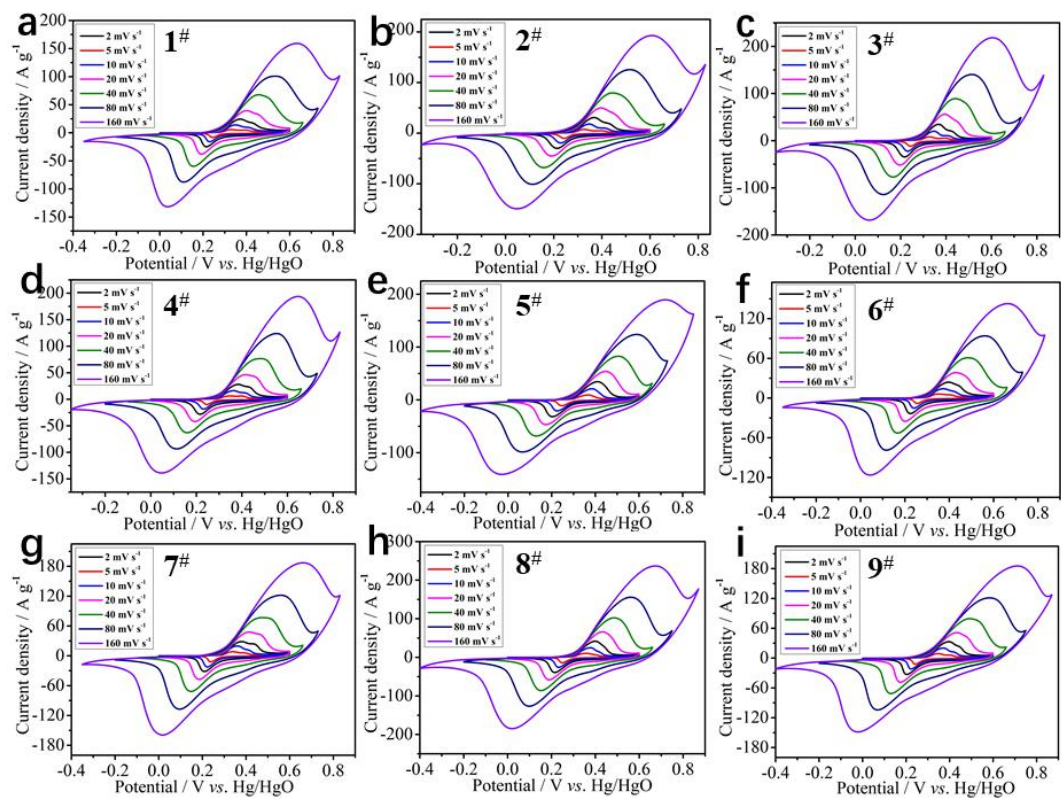 a
1#
2 mV s-1
5 mV s-1
10 mV s-1
20 mV s-1
40 mV s-1
80 mV s-1
160 mV s-1
Current density / A g-1
200
150
100
50
0
-50
-100
-150
-0.4 -0.2 0.0 0.2 0.4 0.6 0.8
Potential / V vs. Hg/HgO
b
2#
2 mV s-1
5 mV s-1
10 mV s-1
20 mV s-1
40 mV s-1
80 mV s-1
160 mV s-1
Current density / A g-1
200
100
0
-100
-200
-0.4 -0.2 0.0 0.2 0.4 0.6 0.8
Potential / V vs. Hg/HgO
c
3#
2 mV s-1
5 mV s-1
10 mV s-1
20 mV s-1
40 mV s-1
80 mV s-1
160 mV s-1
Current density / A g-1
200
100
0
-100
-200
-0.4 -0.2 0.0 0.2 0.4 0.6 0.8
Potential / V vs. Hg/HgO
d
4#
2 mV s-1
5 mV s-1
10 mV s-1
20 mV s-1
40 mV s-1
80 mV s-1
160 mV s-1
Current density / A g-1
200
150
100
50
0
-50
-100
-150
-0.4 -0.2 0.0 0.2 0.4 0.6 0.8
Potential / V vs. Hg/HgO
e
5#
2 mV s-1
5 mV s-1
10 mV s-1
20 mV s-1
40 mV s-1
80 mV s-1
160 mV s-1
Current density / A g-1
200
100
0
-100
-0.4 -0.2 0.0 0.2 0.4 0.6 0.8
Potential / V vs. Hg/HgO
f
6#
2 mV s-1
5 mV s-1
10 mV s-1
20 mV s-1
40 mV s-1
80 mV s-1
160 mV s-1
Current density / A g-1
120
60
0
-60
-120
-0.4 -0.2 0.0 0.2 0.4 0.6 0.8
Potential / V vs. Hg/HgO
g
7#
2 mV s-1
5 mV s-1
10 mV s-1
20 mV s-1
40 mV s-1
80 mV s-1
160 mV s-1
Current density / A g-1
180
120
60
0
-60
-120
-180
-0.4 -0.2 0.0 0.2 0.4 0.6 0.8
Potential / V vs. Hg/HgO
h
8#
2 mV s-1
5 mV s-1
10 mV s-1
20 mV s-1
40 mV s-1
80 mV s-1
160 mV s-1
Current density / A g-1
300
200
100
0
-100
-200
-0.4 -0.2 0.0 0.2 0.4 0.6 0.8
Potential / V vs. Hg/HgO
i
9#
2 mV s-1
5 mV s-1
10 mV s-1
20 mV s-1
40 mV s-1
80 mV s-1
160 mV s-1
Current density / A g-1
180
120
60
0
-60
-120
-180
-0.4 -0.2 0.0 0.2 0.4 0.6 0.8
Potential / V vs. Hg/HgO